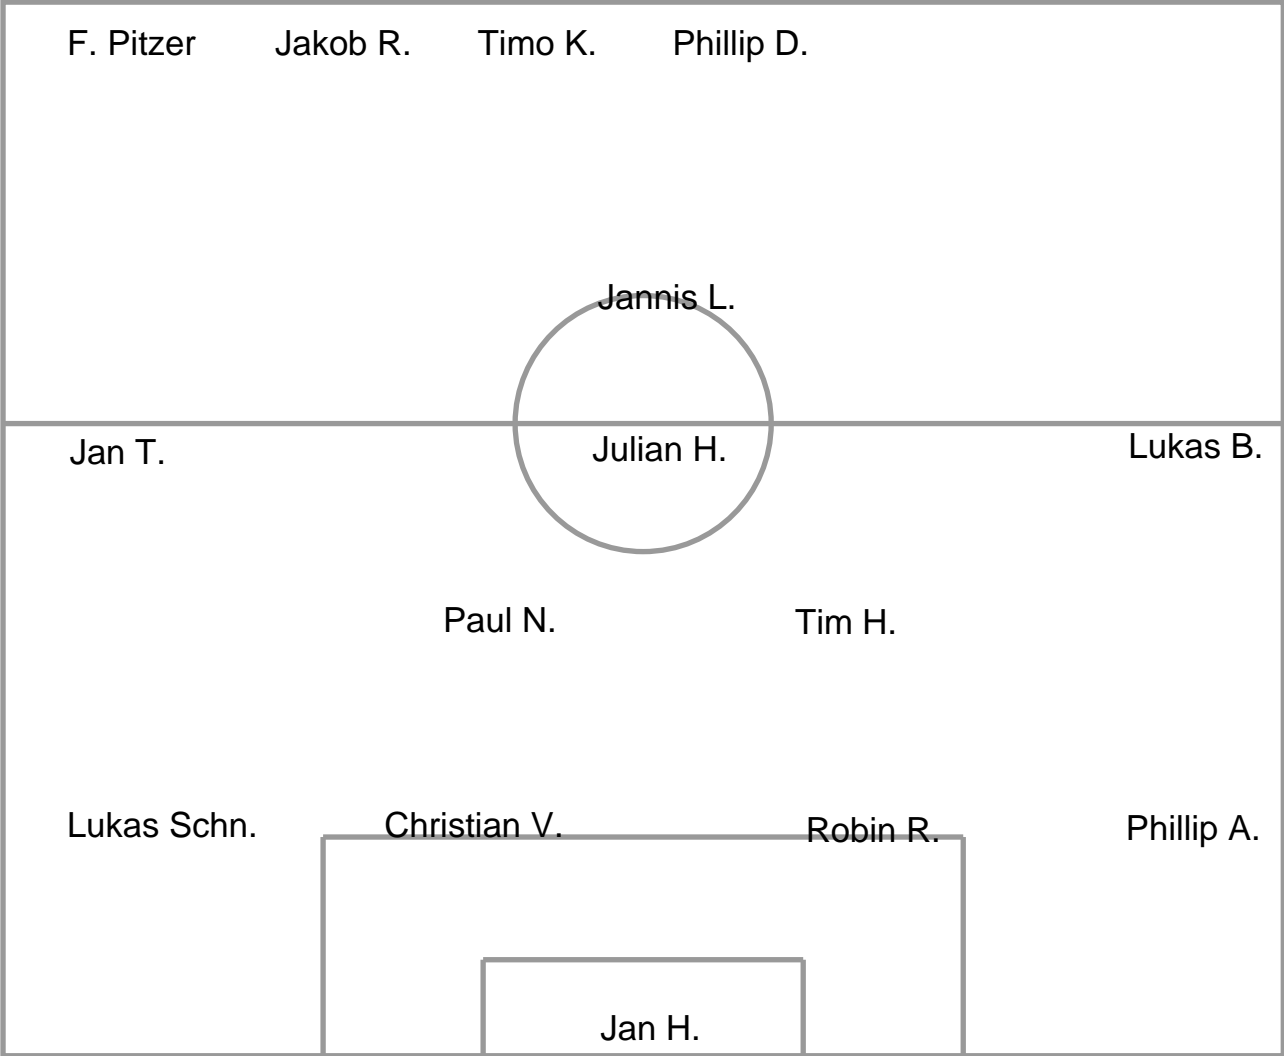 F. Pitzer Jakob R. Timo K. Phillip D.
Jannis L.
Jan T. Julian H. Lukas B.
Paul N. Tim H.
Lukas Schn. Christian V. Robin R. Phillip A.
Jan H.